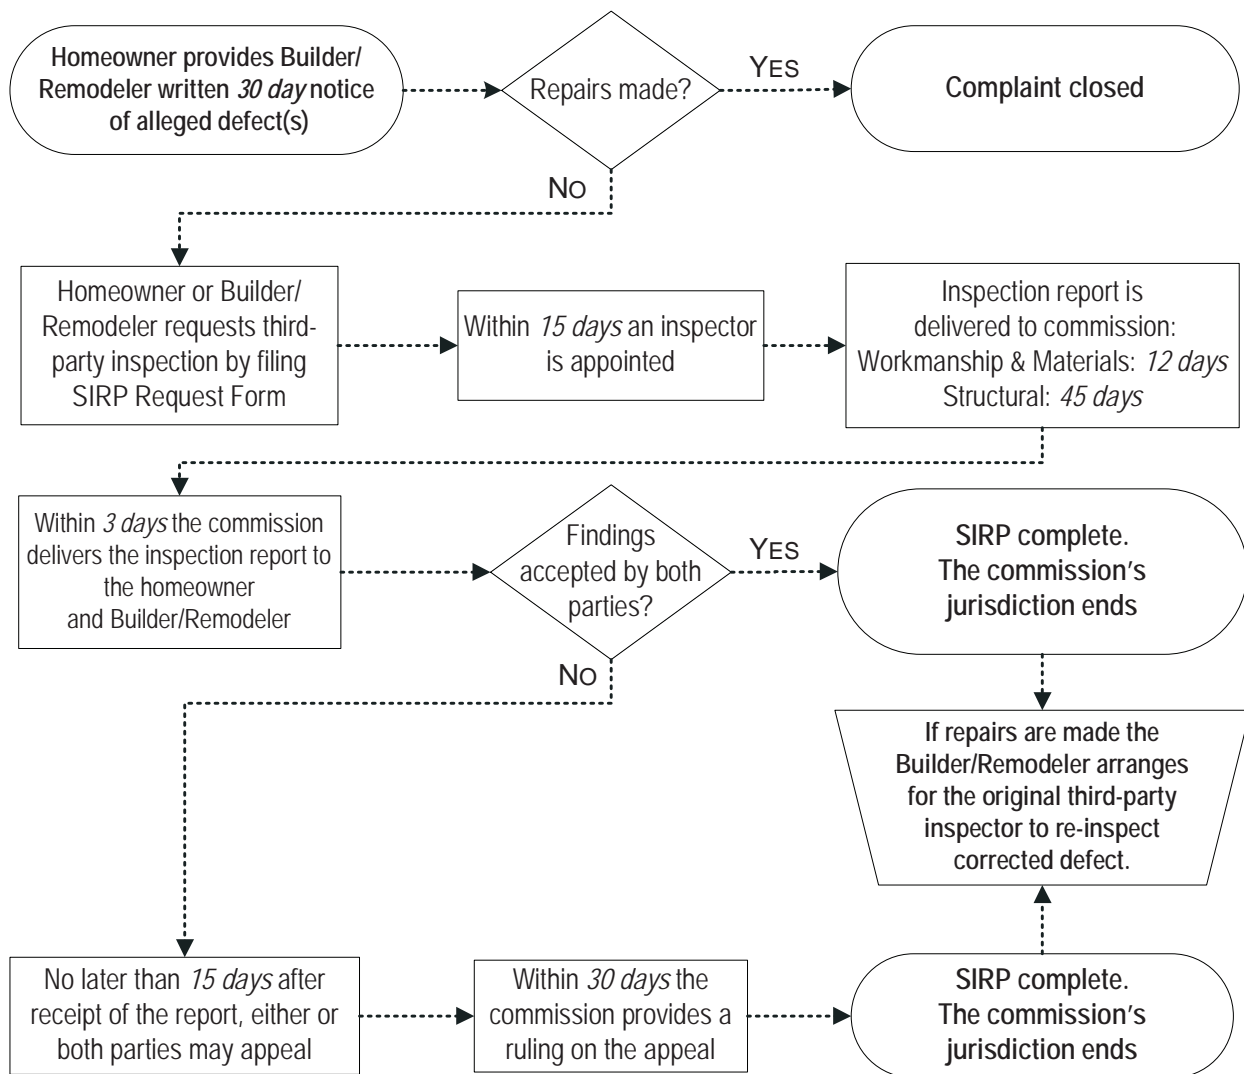 Homeowner provides Builder/
Remodeler written 30 day notice
of alleged defect(s)
Repairs made?
YES
Complaint closed
NO
Homeowner or Builder/
Remodeler requests third-
party inspection by filing
SIRP Request Form
Within 15 days an inspector
is appointed
Inspection report is
delivered to commission:
Workmanship & Materials: 12 days
Structural: 45 days
Within 3 days the commission
delivers the inspection report to
the homeowner
and Builder/Remodeler
Findings
accepted by both
parties?
YES
SIRP complete.
The commission's
jurisdiction ends
NO
If repairs are made the
Builder/Remodeler arranges
for the original third-party
inspector to re-inspect
corrected defect.
No later than 15 days after
receipt of the report, either or
both parties may appeal
Within 30 days the
commission provides a
ruling on the appeal
SIRP complete.
The commission's
jurisdiction ends